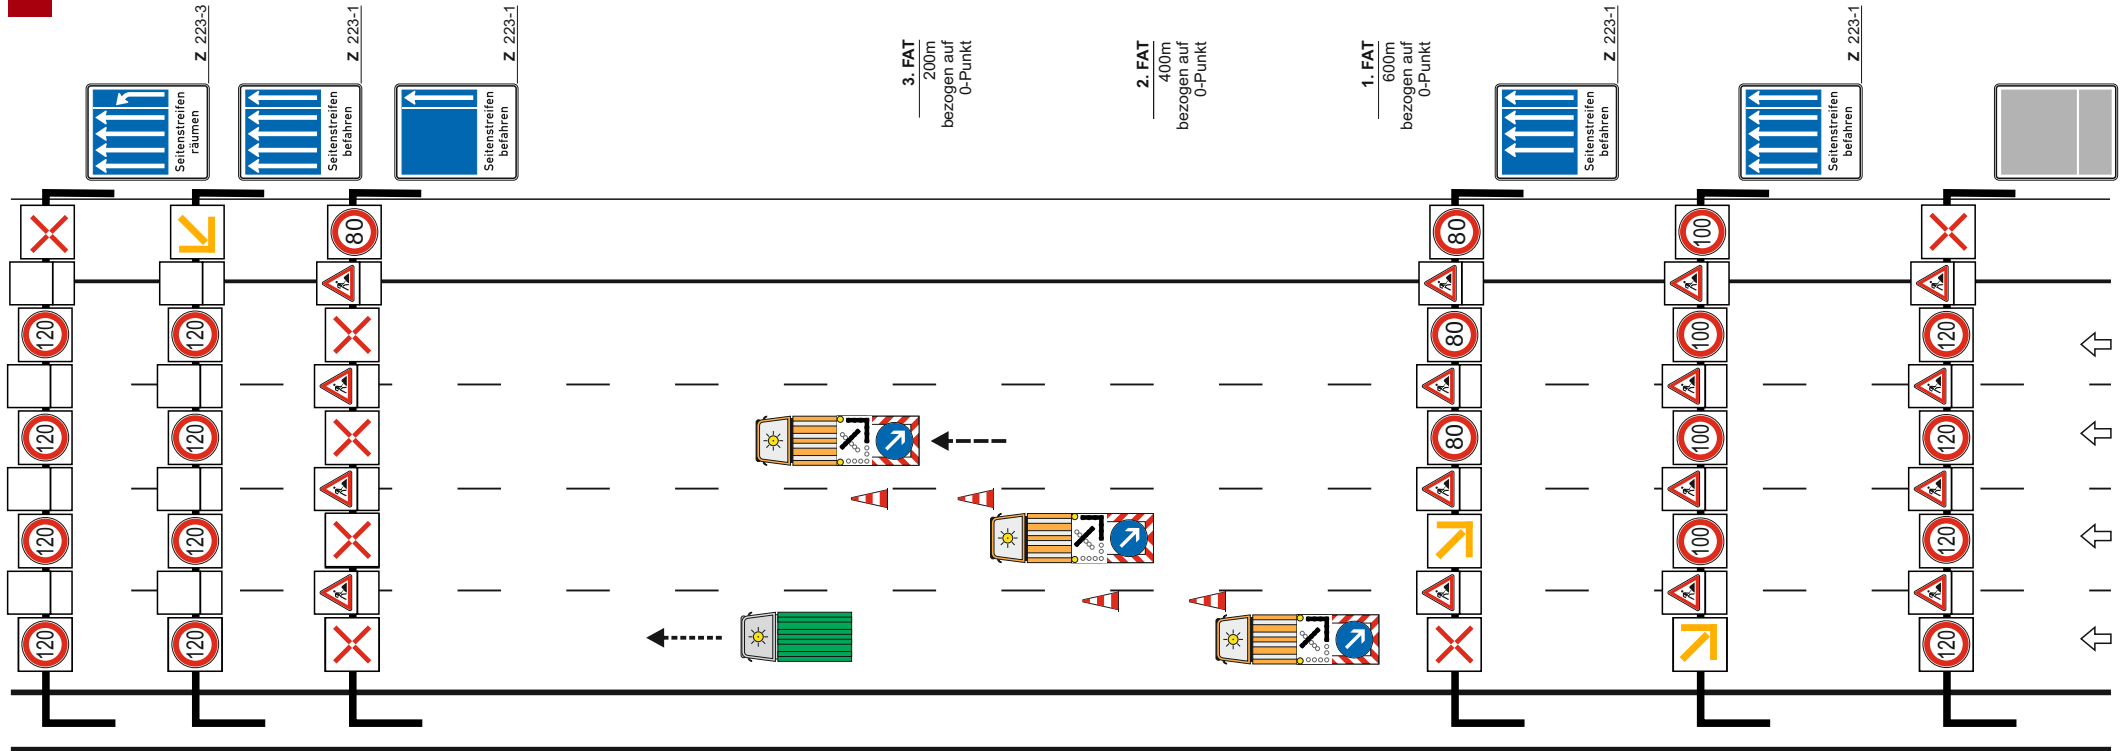 Z 223-3
Z 223-1
Z 223-1
3. FAT
200m
bezogen auf
0-Punkt
2. FAT
400m
bezogen auf
0-Punkt
1. FAT
600m
bezogen auf
0-Punkt
Z 223-1
Z 223-1
Seitenstreifen
räumen
Seitenstreifen
befahren
Seitenstreifen
befahren
Seitenstreifen
befahren
Seitenstreifen
befahren
80
80
100
120
120
80
100
120
120
120
80
100
120
120
120
100
120
120
120
120